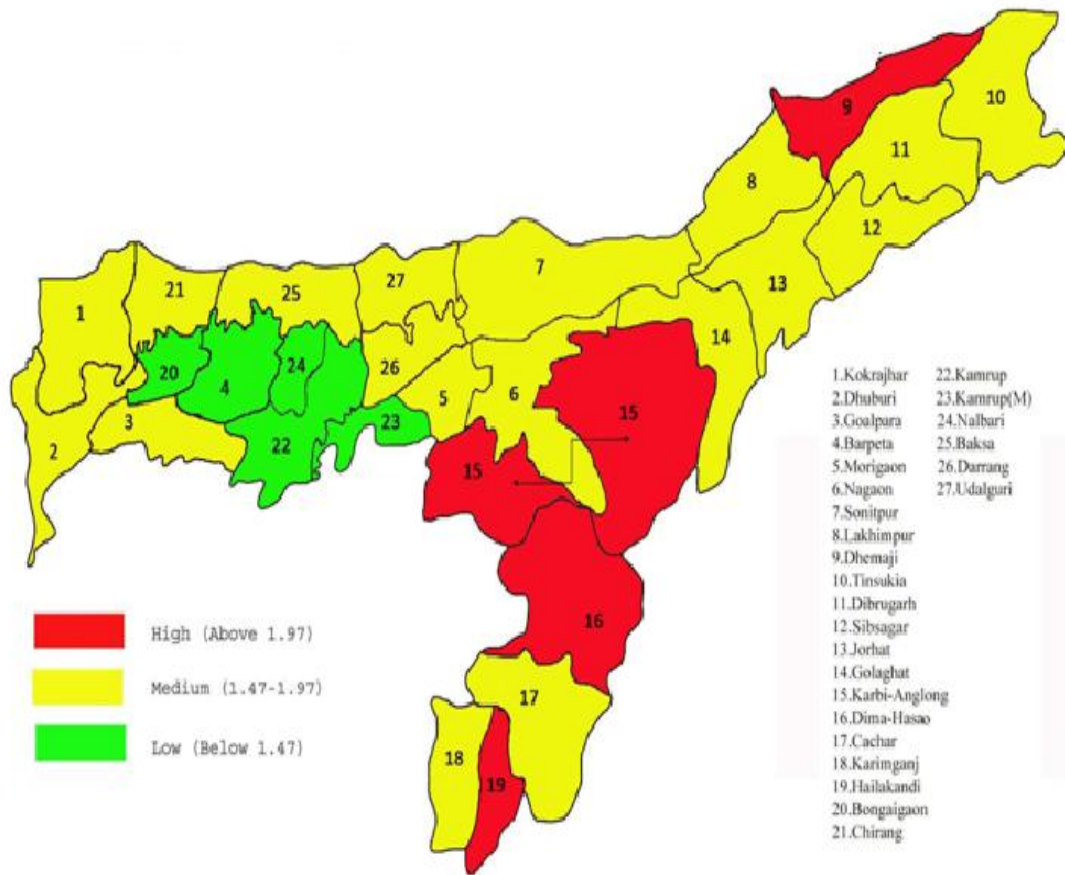 9
10
11
8
12
27
7
21
25
13
1
14
26
20
24
4
5
6
15
23
3
2
22
15
16
17
18
19
High (Above 1.97)
Medium (1.47-1.97)
Low (Below 1.47)
1.Kokrajhar 22.Kamrup
2.Dhuburi 23.Kamrup(M)
3.Goalpara 24.Nalbari
4.Barpeta 25.Baksa
5.Morigaon 26.Darrang
6.Nagaon 27.Udalguri
7.Sonitpur
8.Lakhimpur
9.Dhemaji
10.Tinsukia
11.Dibrugarh
12.Sibsagar
13.Jorhat
14.Golaghat
15.Karbi-Anglong
16.Dima-Hasao
17.Cachar
18.Karimganj
19.Hailakandi
20.Bongaigaon
21.Chirang